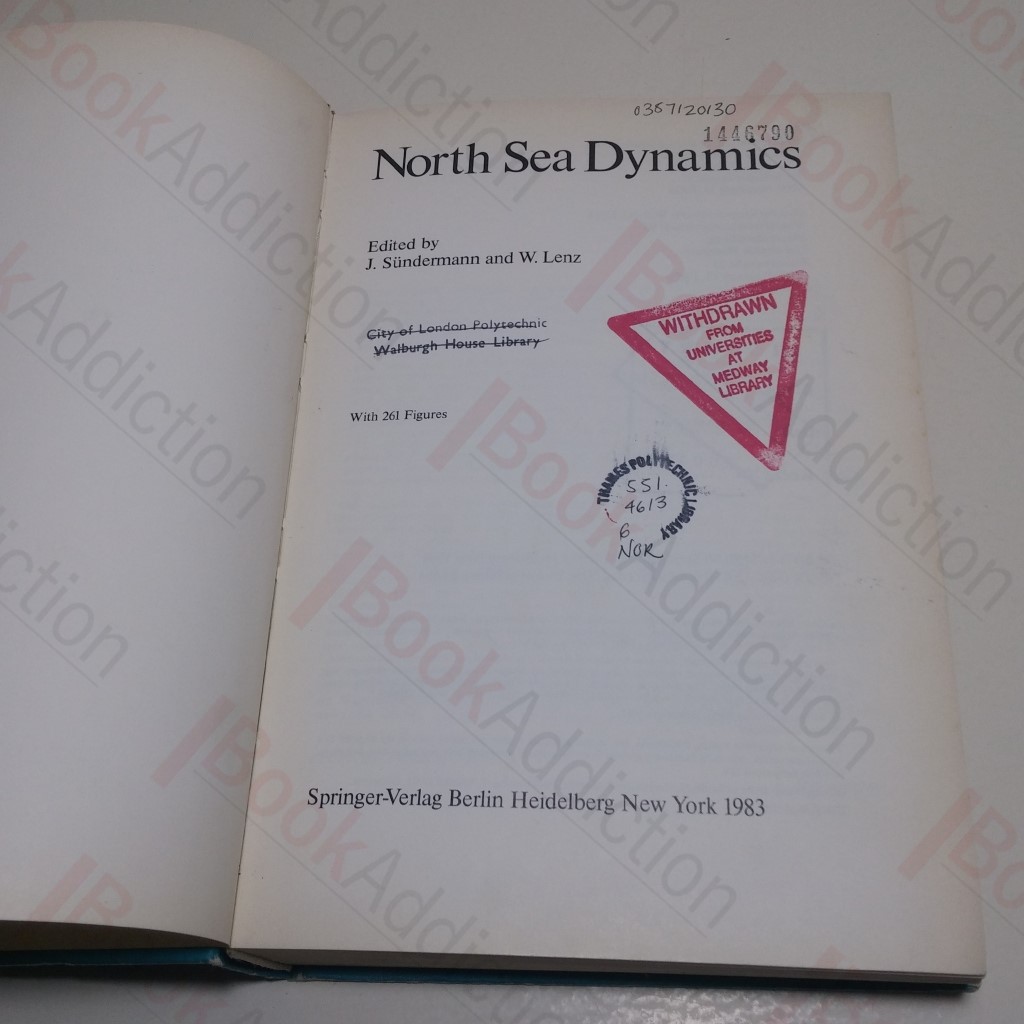 0387120130
1446790
North Sea Dynamics
Edited by
J. Sündermann and W. Lenz
City of London Polytechnic
Walburgh House Library
WITHDRAWN
FROM
UNIVERSITIES
AT
MEDWAY
LIBRARY
With 261 Figures
THAMES POLYTECHNIC LIBRARY
551.
4613
6
NOR
Springer-Verlag Berlin Heidelberg New York 1983
BookAddiction